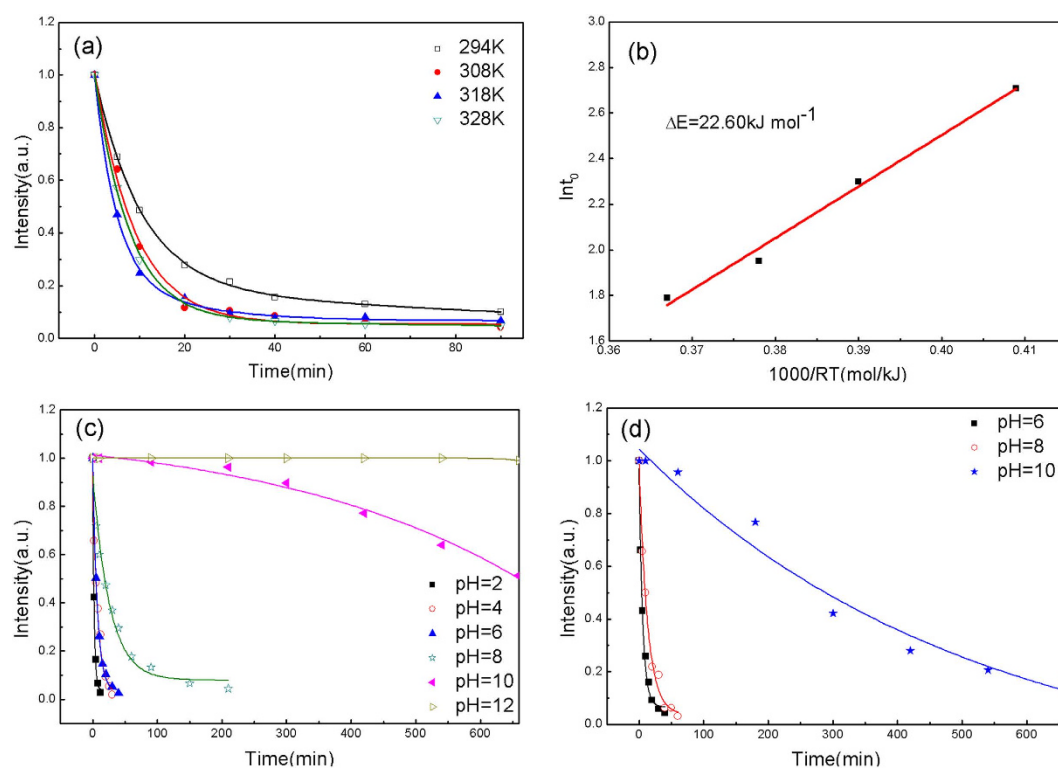 (a)
294K
308K
318K
328K
Intensity(a.u.)
1.2
1.0
0.8
0.6
0.4
0.2
0.0
0 20 40 60 80
Time(min)
(b)
ΔE=22.60kJ mol⁻¹
lnt₀
3.0
2.6
2.2
1.8
1.6
0.36 0.37 0.38 0.39 0.40 0.41
1000/RT(mol/kJ)
(c)
Intensity(a.u.)
1.2
1.0
0.8
0.6
0.4
0.2
0.0
pH=2
pH=4
pH=6
pH=8
pH=10
pH=12
0 100 200 300 400 500 600
Time(min)
(d)
pH=6
pH=8
pH=10
Intensity(a.u.)
1.2
1.0
0.8
0.6
0.4
0.2
0.0
0 100 200 300 400 500 600
Time(min)